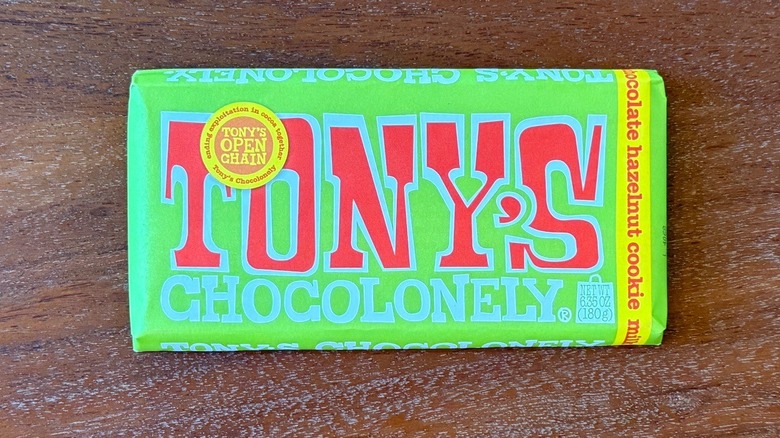 TONY'S CHOCOLONELY
ending exploitation in cocoa together
TONY'S
OPEN
CHAIN
Tony's Chocolonely
TONY'S
CHOCOLONELY®
NET WT
6.35 OZ
(180g)
chocolate hazelnut cookie
TONY'S CHOCOLONELY